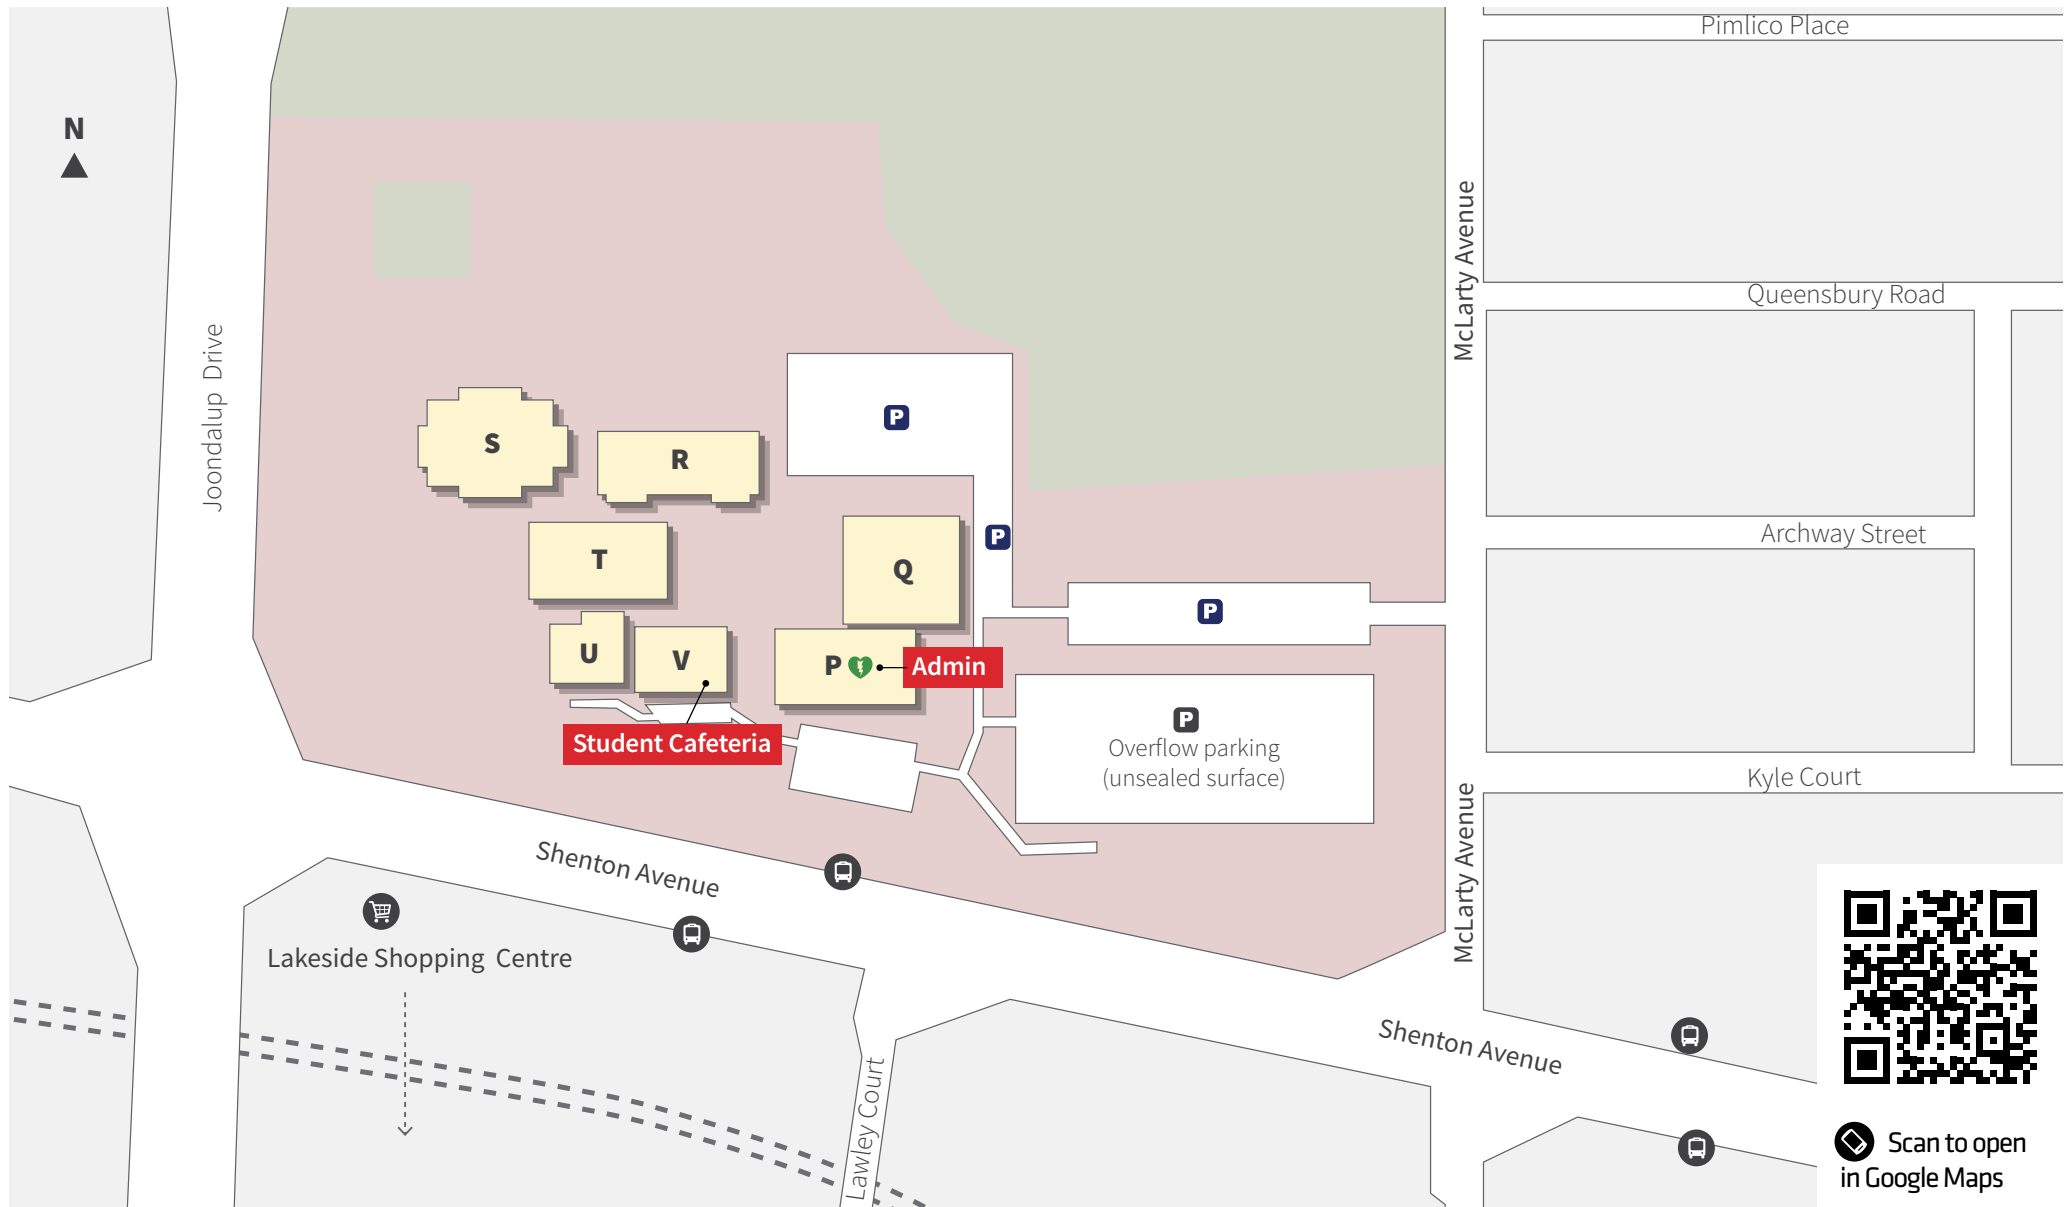 Pimlico Place
N
McLarty Avenue
Queensbury Road
Joondalup Drive
P
S
R
Archway Street
P
T
Q
P
U
V
P
Admin
P
Student Cafeteria
Overflow parking
(unsealed surface)
Kyle Court
McLarty Avenue
Shenton Avenue
Lakeside Shopping Centre
Shenton Avenue
Lawley Court
Scan to open
in Google Maps